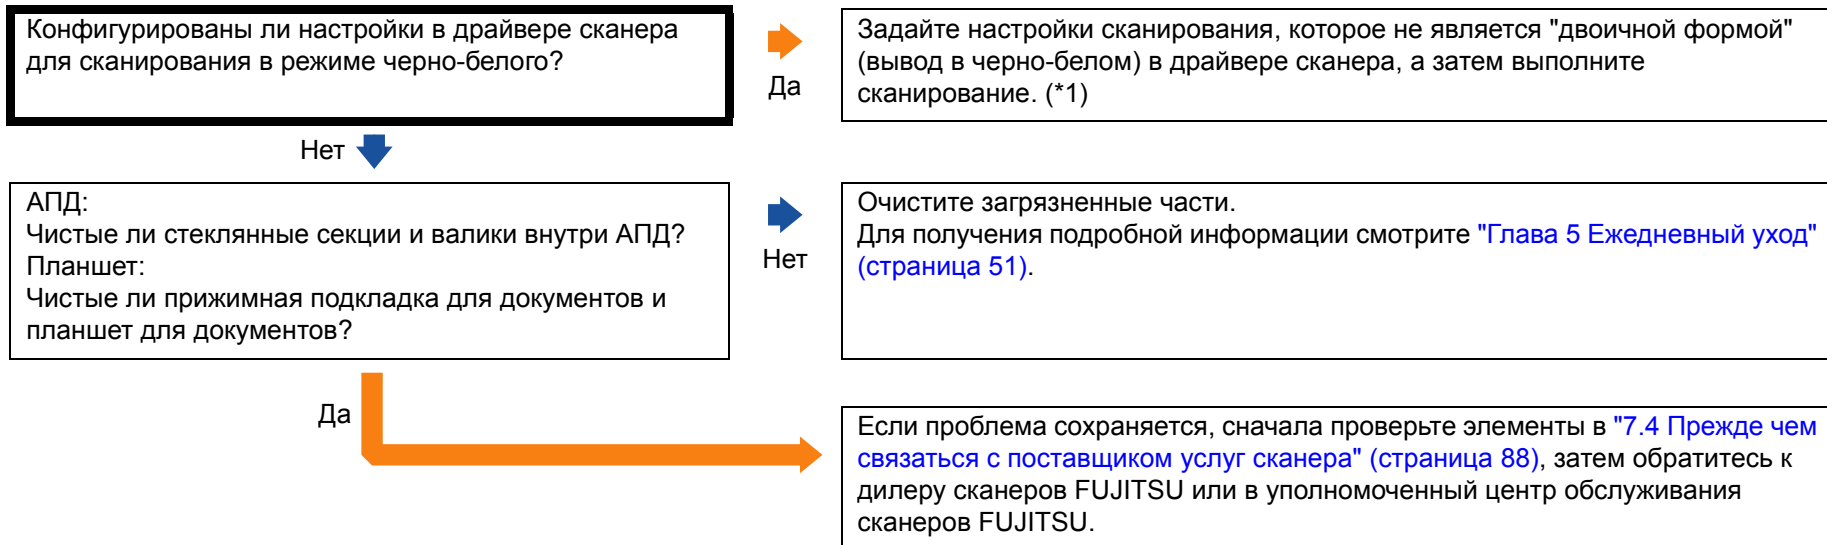 Конфигурированы ли настройки в драйвере сканера
для сканирования в режиме черно-белого?
Да
Задайте настройки сканирования, которое не является "двоичной формой"
(вывод в черно-белом) в драйвере сканера, а затем выполните
сканирование. (*1)
Нет
АПД:
Чистые ли стеклянные секции и валики внутри АПД?
Планшет:
Чистые ли прижимная подкладка для документов и
планшет для документов?
Нет
Очистите загрязненные части.
Для получения подробной информации смотрите "Глава 5 Ежедневный уход"
(страница 51).
Да
Если проблема сохраняется, сначала проверьте элементы в "7.4 Прежде чем
связаться с поставщиком услуг сканера" (страница 88), затем обратитесь к
дилеру сканеров FUJITSU или в уполномоченный центр обслуживания
сканеров FUJITSU.